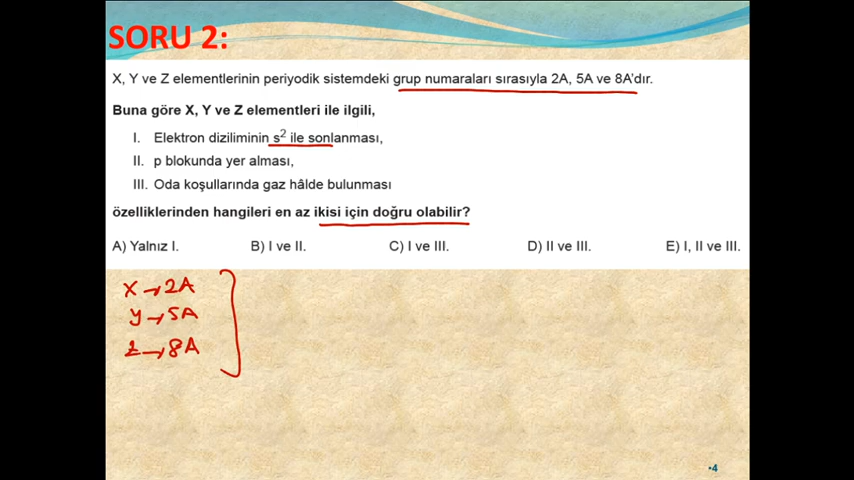 SORU 2:
X, Y ve Z elementlerinin periyodik sistemdeki grup numaraları sırasıyla 2A, 5A ve 8A'dır.
Buna göre X, Y ve Z elementleri ile ilgili,
I. Elektron diziliminin s² ile sonlanması,
II. p blokunda yer alması,
III. Oda koşullarında gaz hâlde bulunması
özelliklerinden hangileri en az ikisi için doğru olabilir?
A) Yalnız I. B) I ve II. C) I ve III. D) II ve III. E) I, II ve III.
X → 2A
y → 5A
z → 8A
•4